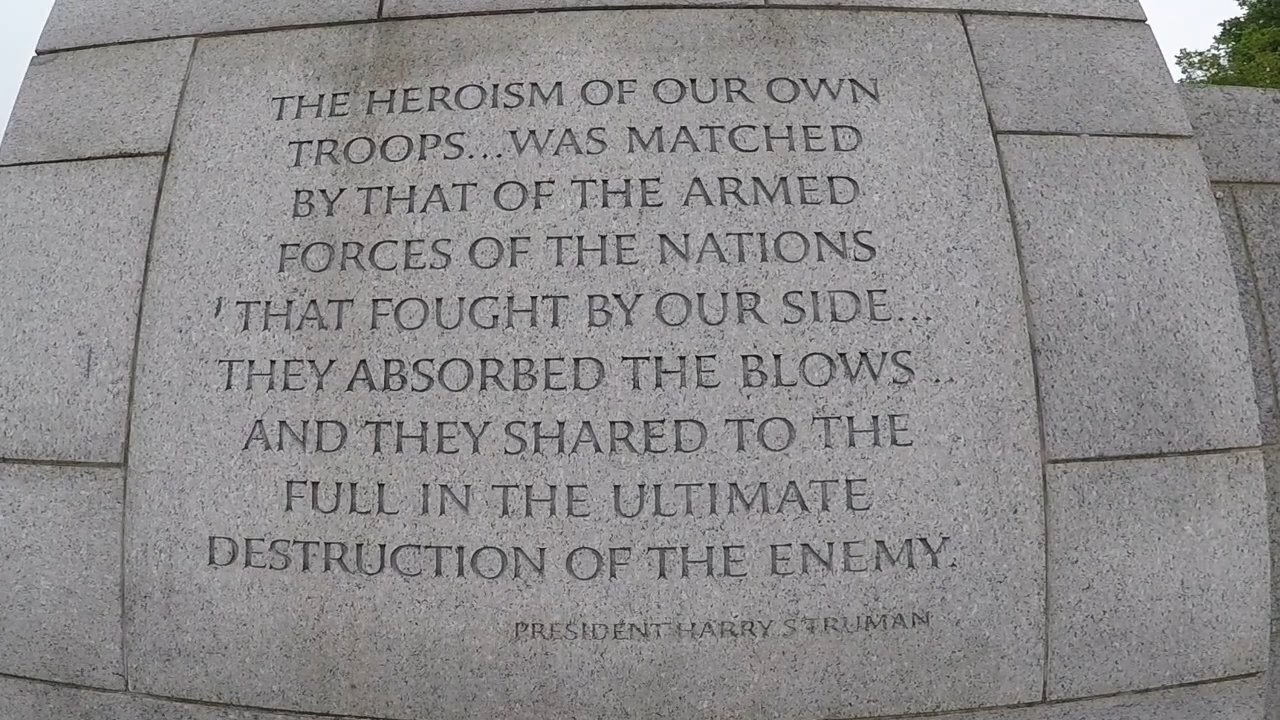 THE HEROISM OF OUR OWN
TROOPS...WAS MATCHED
BY THAT OF THE ARMED
FORCES OF THE NATIONS
'THAT FOUGHT BY OUR SIDE...
THEY ABSORBED THE BLOWS...
AND THEY SHARED TO THE
FULL IN THE ULTIMATE
DESTRUCTION OF THE ENEMY.
PRESIDENT HARRY S TRUMAN